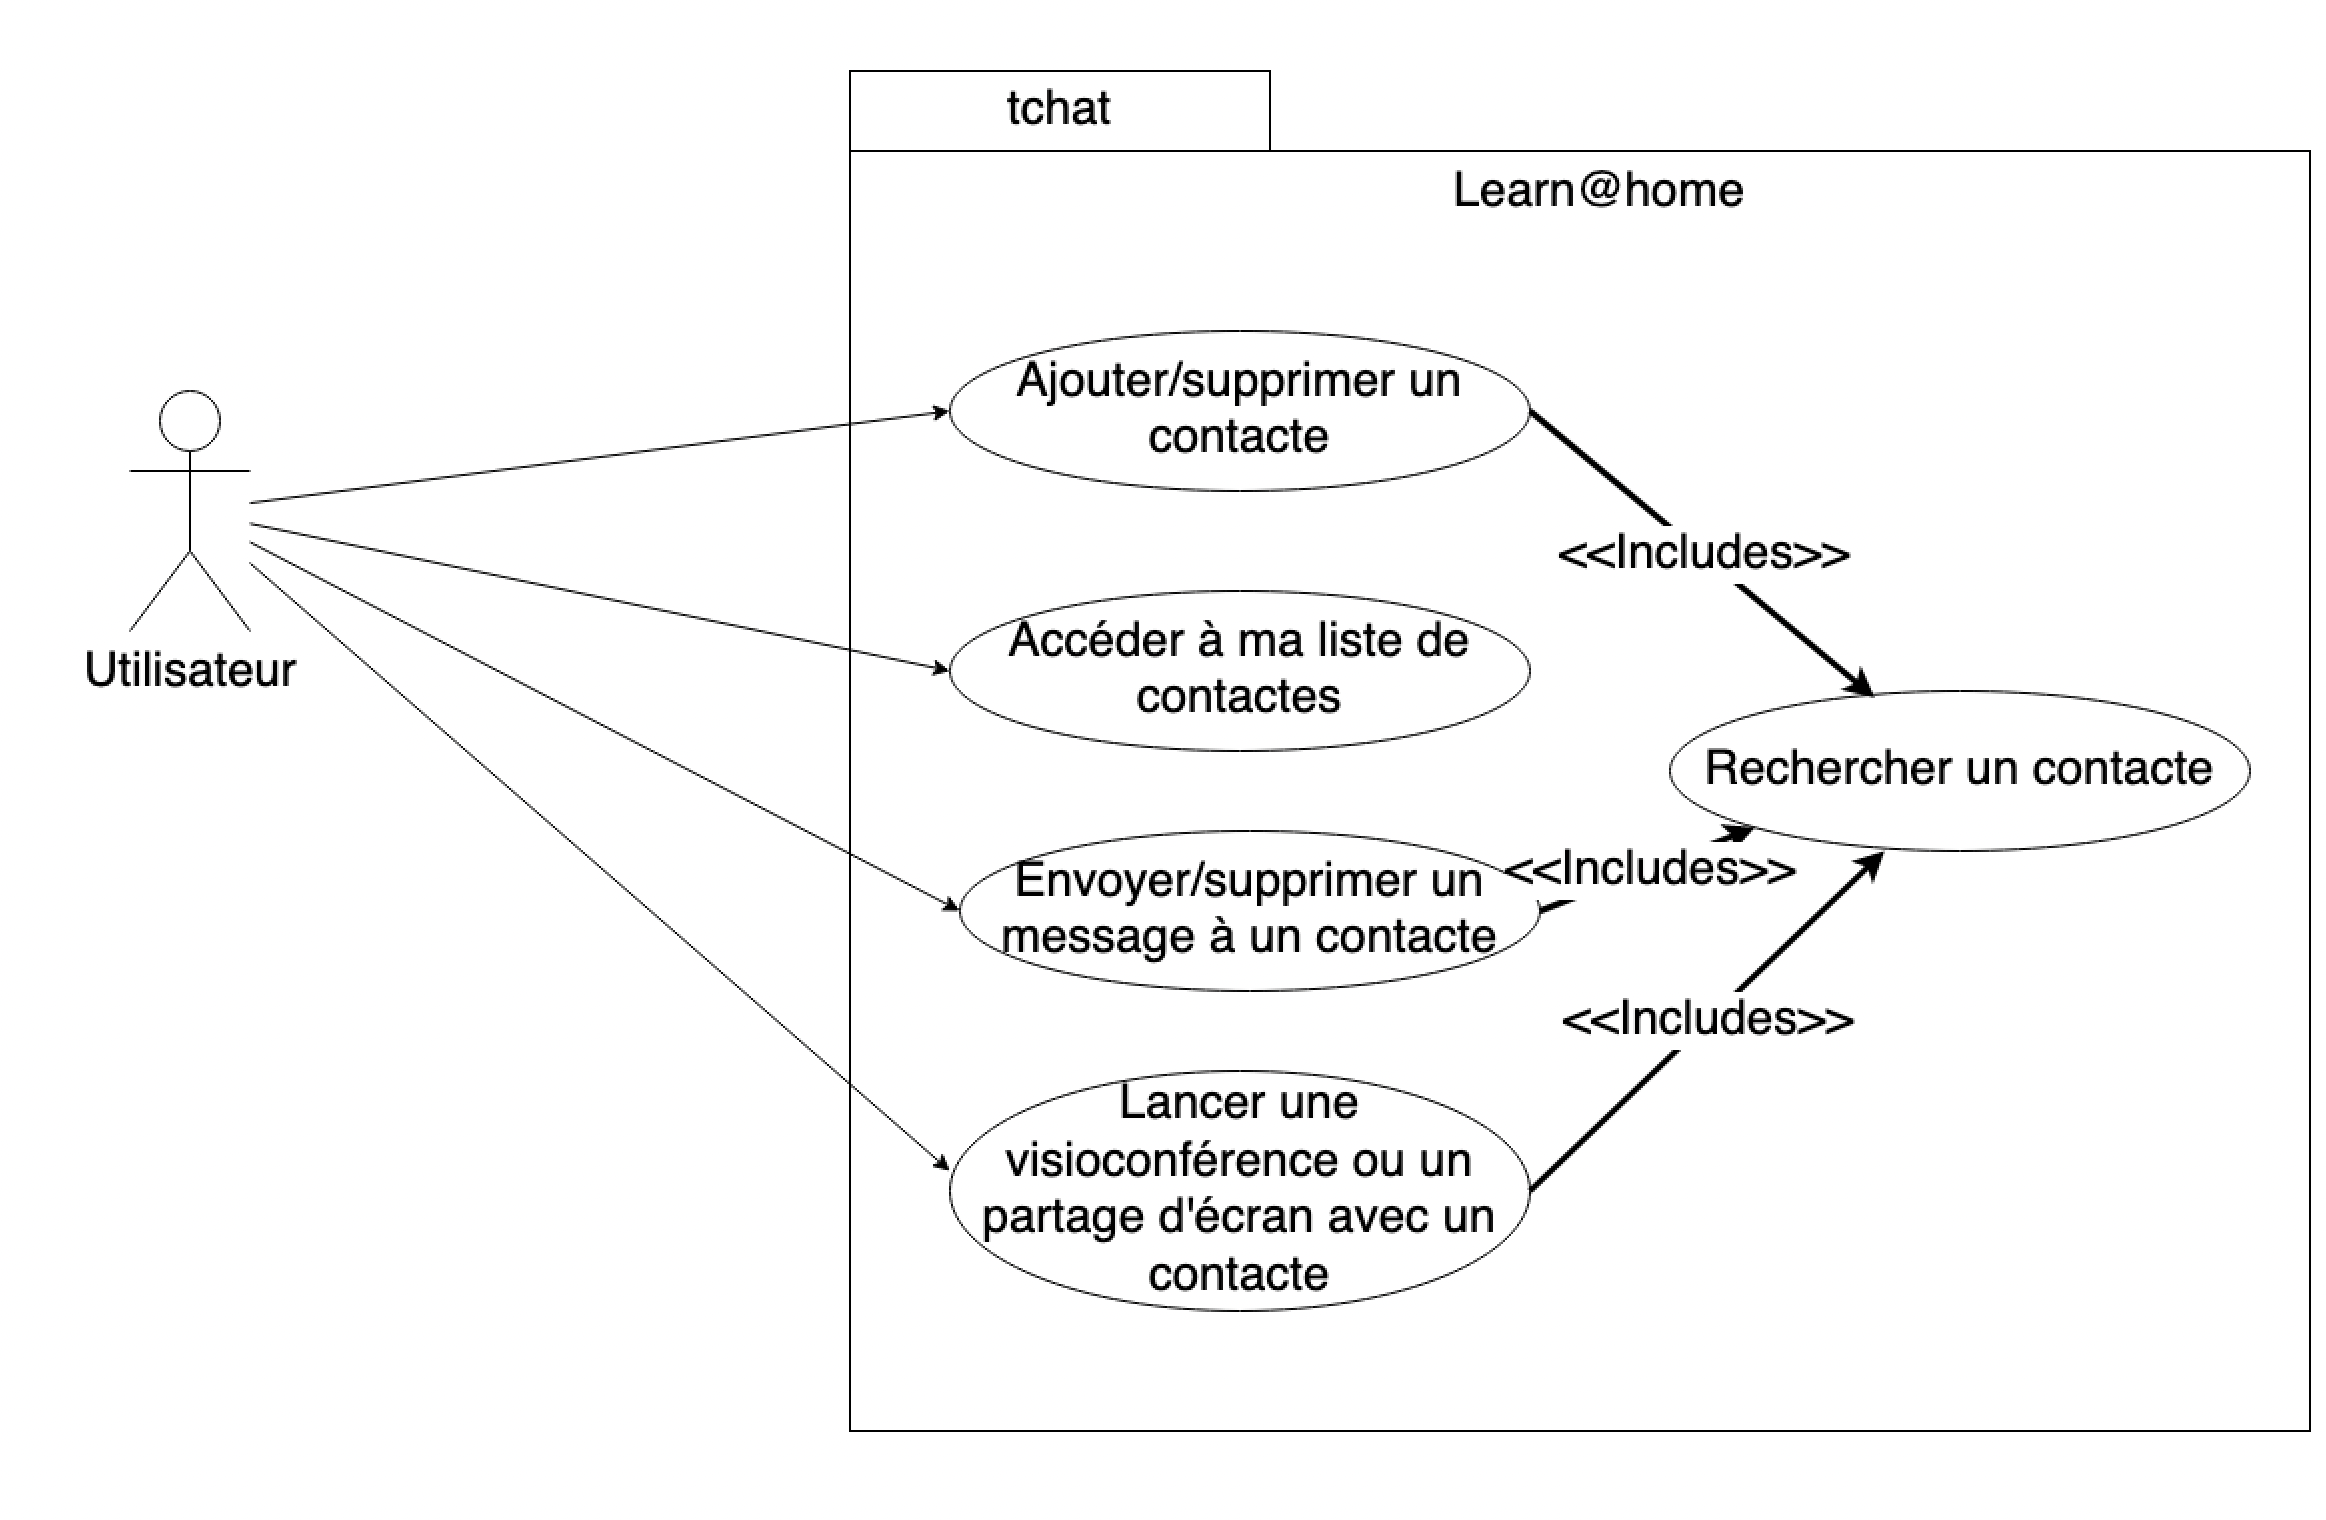 tchat
Learn@home
Utilisateur
Ajouter/supprimer un
contacte
<<Includes>>
Accéder à ma liste de
contactes
Rechercher un contacte
Envoyer/supprimer un
message à un contacte
<<Includes>>
<<Includes>>
Lancer une
visioconférence ou un
partage d'écran avec un
contacte